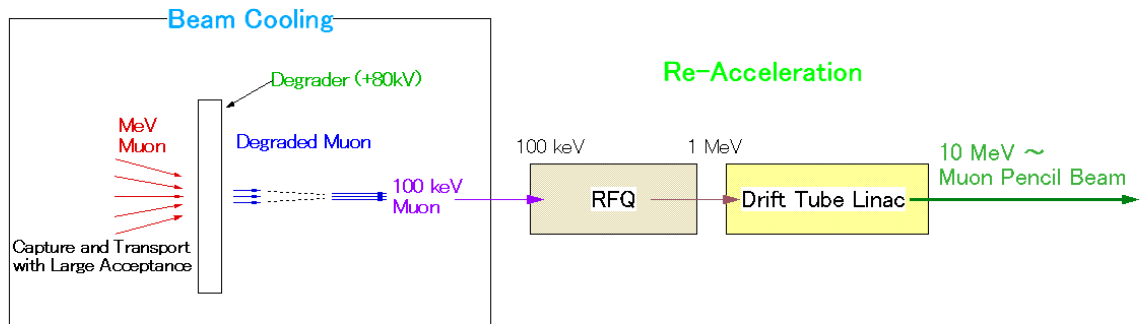 Beam Cooling
Degrader (+80kV)
Re-Acceleration
MeV
Muon
Degraded Muon
100 keV
1 MeV
10 MeV ～
Muon Pencil Beam
100 keV
Muon
RFQ
Drift Tube Linac
Capture and Transport
with Large Acceptance